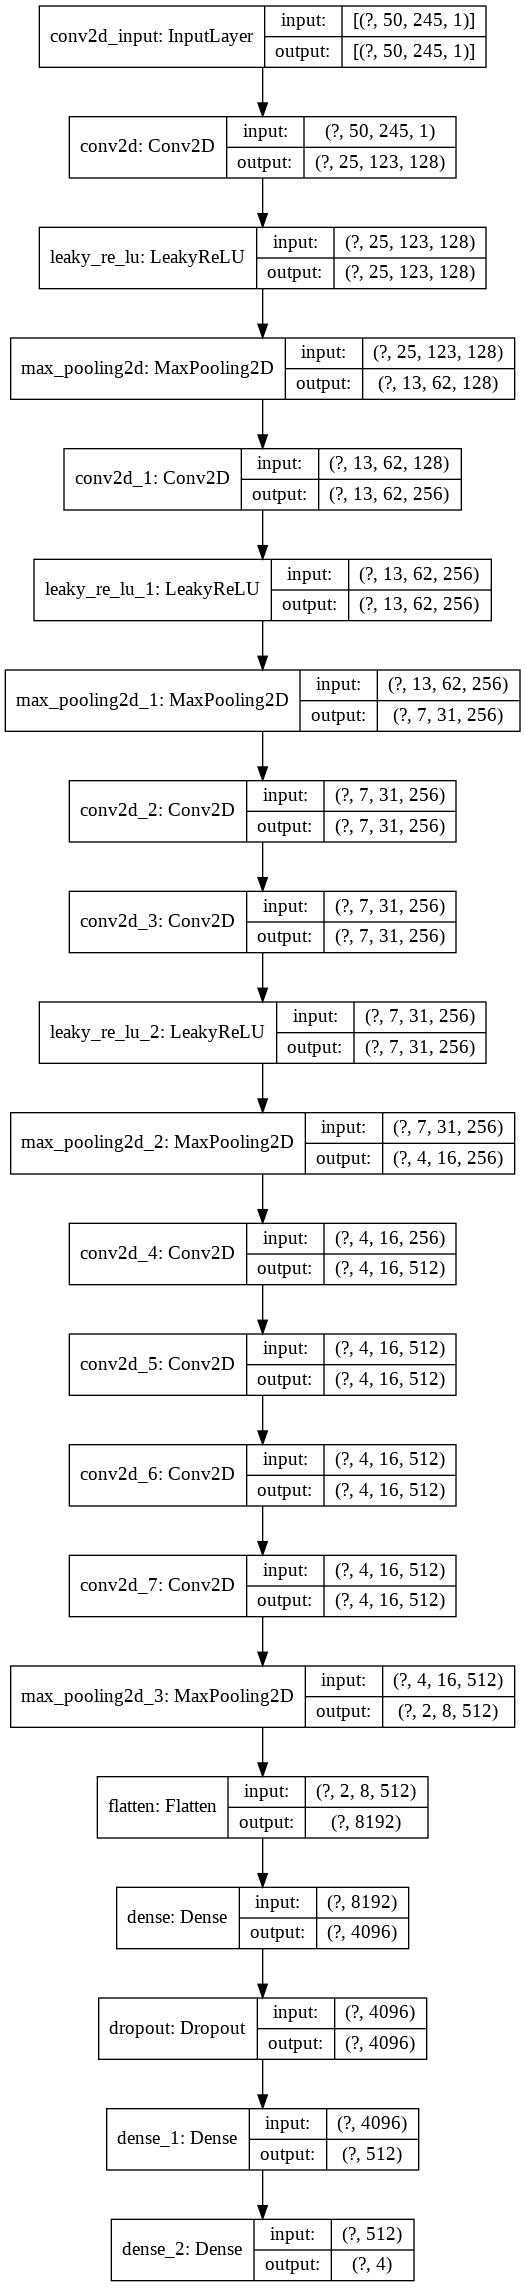 conv2d_input: InputLayer
input: [(?, 50, 245, 1)]
output: [(?, 50, 245, 1)]
conv2d: Conv2D
input: (?, 50, 245, 1)
output: (?, 25, 123, 128)
leaky_re_lu: LeakyReLU
input: (?, 25, 123, 128)
output: (?, 25, 123, 128)
max_pooling2d: MaxPooling2D
input: (?, 25, 123, 128)
output: (?, 13, 62, 128)
conv2d_1: Conv2D
input: (?, 13, 62, 128)
output: (?, 13, 62, 256)
leaky_re_lu_1: LeakyReLU
input: (?, 13, 62, 256)
output: (?, 13, 62, 256)
max_pooling2d_1: MaxPooling2D
input: (?, 13, 62, 256)
output: (?, 7, 31, 256)
conv2d_2: Conv2D
input: (?, 7, 31, 256)
output: (?, 7, 31, 256)
conv2d_3: Conv2D
input: (?, 7, 31, 256)
output: (?, 7, 31, 256)
leaky_re_lu_2: LeakyReLU
input: (?, 7, 31, 256)
output: (?, 7, 31, 256)
max_pooling2d_2: MaxPooling2D
input: (?, 7, 31, 256)
output: (?, 4, 16, 256)
conv2d_4: Conv2D
input: (?, 4, 16, 256)
output: (?, 4, 16, 512)
conv2d_5: Conv2D
input: (?, 4, 16, 512)
output: (?, 4, 16, 512)
conv2d_6: Conv2D
input: (?, 4, 16, 512)
output: (?, 4, 16, 512)
conv2d_7: Conv2D
input: (?, 4, 16, 512)
output: (?, 4, 16, 512)
max_pooling2d_3: MaxPooling2D
input: (?, 4, 16, 512)
output: (?, 2, 8, 512)
flatten: Flatten
input: (?, 2, 8, 512)
output: (?, 8192)
dense: Dense
input: (?, 8192)
output: (?, 4096)
dropout: Dropout
input: (?, 4096)
output: (?, 4096)
dense_1: Dense
input: (?, 4096)
output: (?, 512)
dense_2: Dense
input: (?, 512)
output: (?, 4)